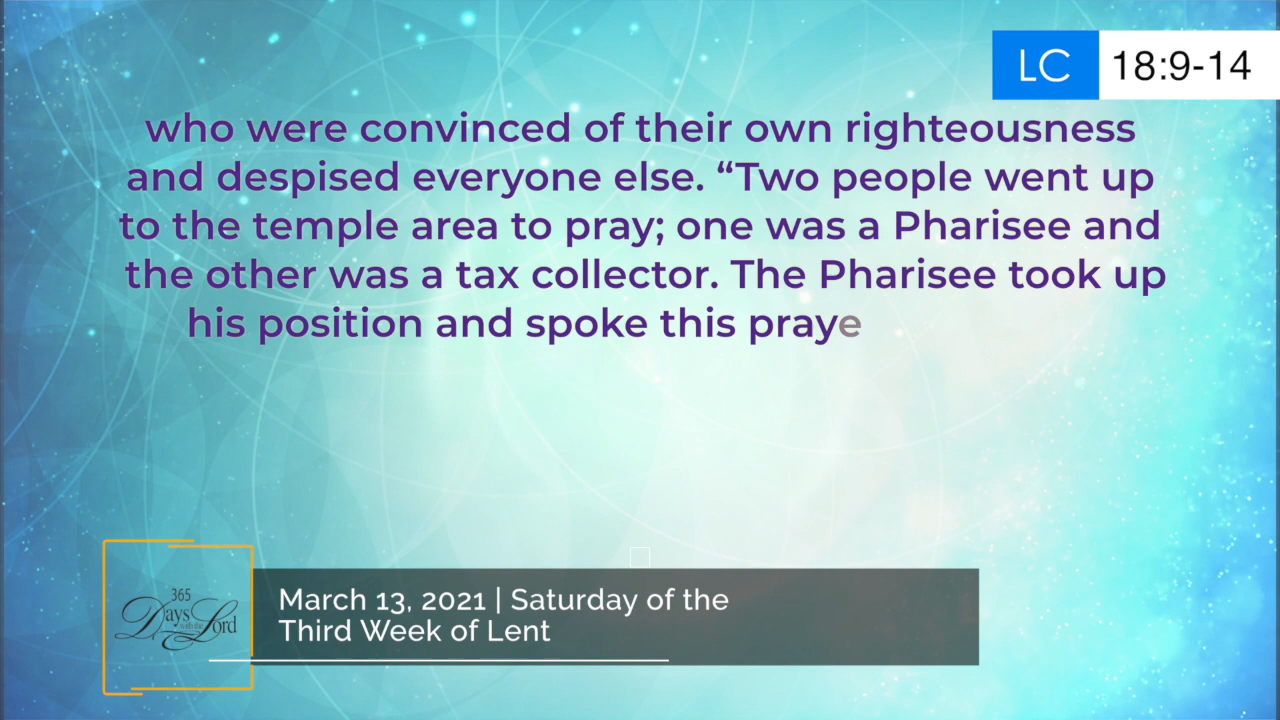 LC 18:9-14
who were convinced of their own righteousness
and despised everyone else. “Two people went up
to the temple area to pray; one was a Pharisee and
the other was a tax collector. The Pharisee took up
his position and spoke this praye
365
Days with the Lord
March 13, 2021 | Saturday of the
Third Week of Lent